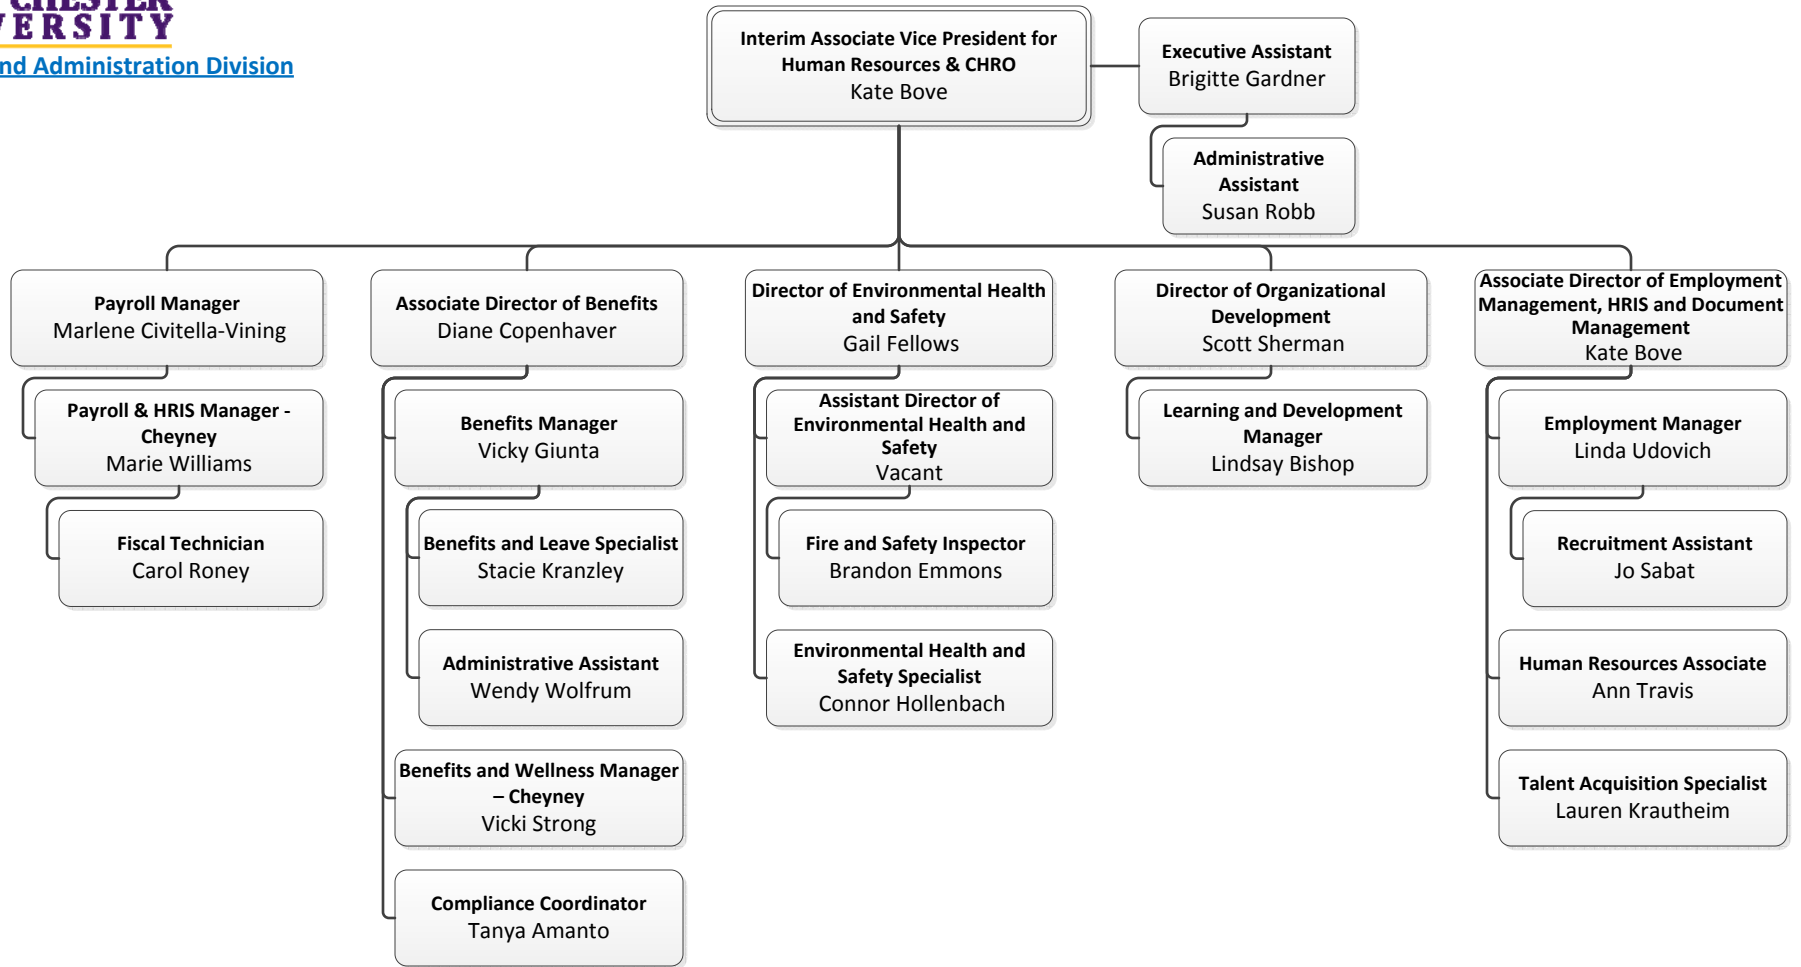 CHESTER
VERSITY
nd Administration Division
Interim Associate Vice President for
Human Resources & CHRO
Kate Bove
Executive Assistant
Brigitte Gardner
Administrative
Assistant
Susan Robb
Payroll Manager
Marlene Civitella-Vining
Payroll & HRIS Manager -
Cheyney
Marie Williams
Fiscal Technician
Carol Roney
Associate Director of Benefits
Diane Copenhaver
Benefits Manager
Vicky Giunta
Benefits and Leave Specialist
Stacie Kranzley
Administrative Assistant
Wendy Wolfrum
Benefits and Wellness Manager
– Cheyney
Vicki Strong
Compliance Coordinator
Tanya Amanto
Director of Environmental Health
and Safety
Gail Fellows
Assistant Director of
Environmental Health and
Safety
Vacant
Fire and Safety Inspector
Brandon Emmons
Environmental Health and
Safety Specialist
Connor Hollenbach
Director of Organizational
Development
Scott Sherman
Learning and Development
Manager
Lindsay Bishop
Associate Director of Employment
Management, HRIS and Document
Management
Kate Bove
Employment Manager
Linda Udovich
Recruitment Assistant
Jo Sabat
Human Resources Associate
Ann Travis
Talent Acquisition Specialist
Lauren Krautheim